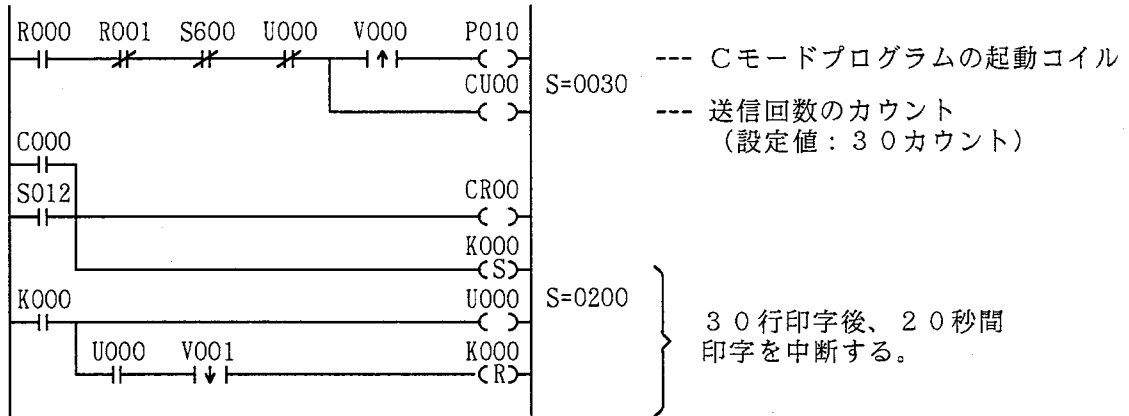 R000 R001 S600 U000 V000 P010
--- Cモードプログラムの起動コイル
CU00 S=0030
--- 送信回数のカウント
(設定値:30カウント)
C000
S012 CR00
K000
(S)
K000 U000 S=0200
30行印字後、20秒間
印字を中断する。
U000 V001 K000
(R)